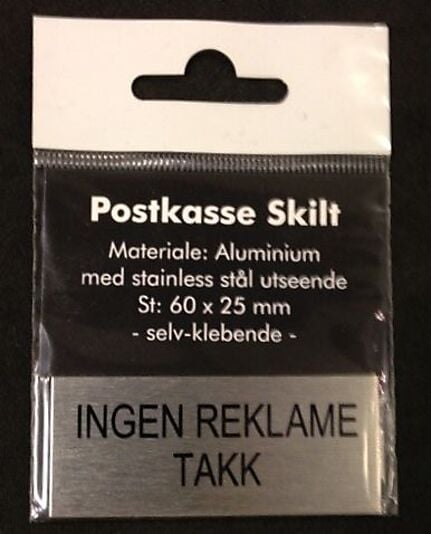 Postkasse Skilt
Materiale: Aluminium
med stainless stål utseende
St: 60 x 25 mm
- selv-klebende -
INGEN REKLAME
TAKK